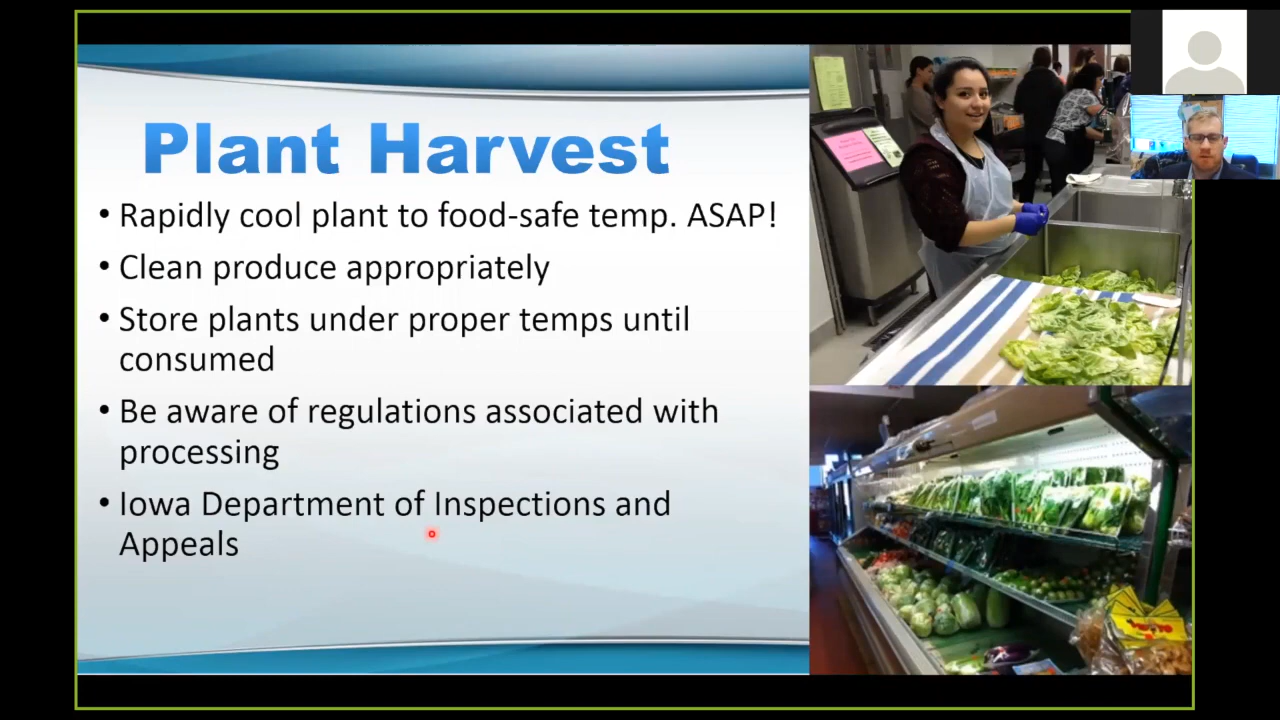 Plant Harvest
• Rapidly cool plant to food-safe temp. ASAP!
• Clean produce appropriately
• Store plants under proper temps until
consumed
• Be aware of regulations associated with
processing
• Iowa Department of Inspections and
Appeals